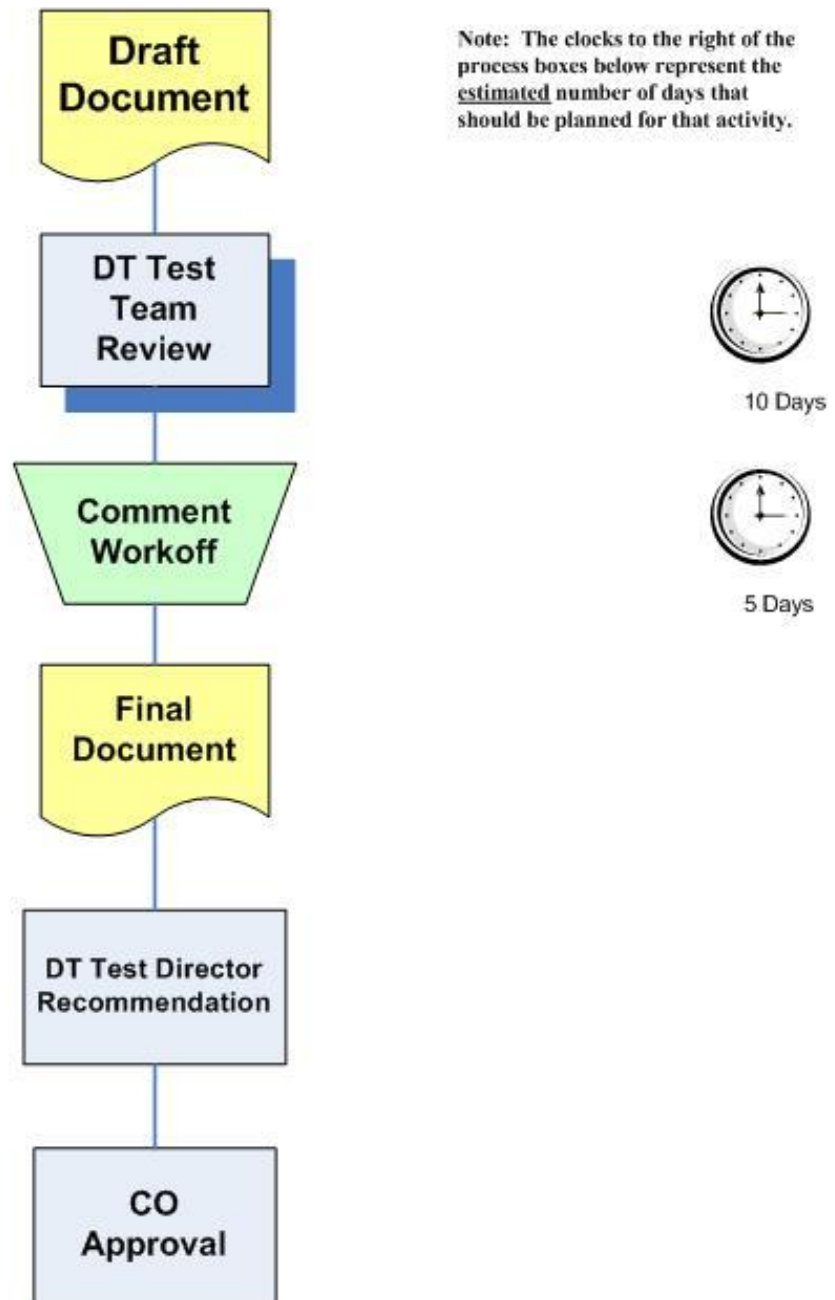 Draft
Document
Note: The clocks to the right of the
process boxes below represent the
estimated number of days that
should be planned for that activity.
DT Test
Team
Review
10 Days
Comment
Workoff
5 Days
Final
Document
DT Test Director
Recommendation
CO
Approval